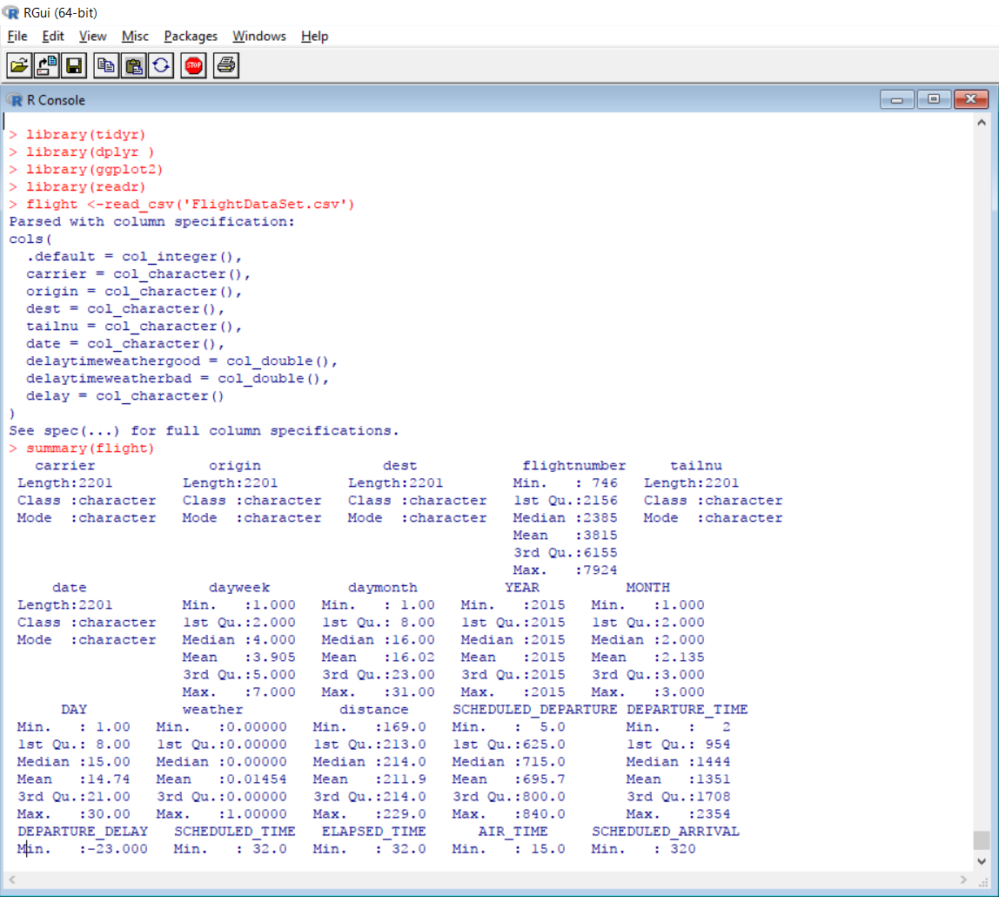 RGui (64-bit)
File Edit View Misc Packages Windows Help
STOP
R Console
> library(tidyr)
> library(dplyr )
> library(ggplot2)
> library(readr)
> flight <-read_csv('FlightDataSet.csv')
Parsed with column specification:
cols(
  .default = col_integer(),
  carrier = col_character(),
  origin = col_character(),
  dest = col_character(),
  tailnu = col_character(),
  date = col_character(),
  delaytimeweathergood = col_double(),
  delaytimeweatherbad = col_double(),
  delay = col_character()
)
See spec(...) for full column specifications.
> summary(flight)
   carrier             origin              dest            flightnumber     tailnu
 Length:2201        Length:2201        Length:2201        Min.   : 746   Length:2201
 Class :character   Class :character   Class :character   1st Qu.:2156   Class :character
 Mode  :character   Mode  :character   Mode  :character   Median :2385   Mode  :character
                                                          Mean   :3815
                                                          3rd Qu.:6155
                                                          Max.   :7924
     date              dayweek         daymonth          YEAR          MONTH
 Length:2201        Min.   :1.000   Min.   : 1.00   Min.   :2015   Min.   :1.000
 Class :character   1st Qu.:2.000   1st Qu.: 8.00   1st Qu.:2015   1st Qu.:2.000
 Mode  :character   Median :4.000   Median :16.00   Median :2015   Median :2.000
                    Mean   :3.905   Mean   :16.02   Mean   :2015   Mean   :2.135
                    3rd Qu.:5.000   3rd Qu.:23.00   3rd Qu.:2015   3rd Qu.:3.000
                    Max.   :7.000   Max.   :31.00   Max.   :2015   Max.   :3.000
      DAY           weather           distance     SCHEDULED_DEPARTURE DEPARTURE_TIME
 Min.   : 1.00   Min.   :0.00000   Min.   :169.0   Min.   :  5.0       Min.   :   2
 1st Qu.: 8.00   1st Qu.:0.00000   1st Qu.:213.0   1st Qu.:625.0       1st Qu.: 954
 Median :15.00   Median :0.00000   Median :214.0   Median :715.0       Median :1444
 Mean   :14.74   Mean   :0.01454   Mean   :211.9   Mean   :695.7       Mean   :1351
 3rd Qu.:21.00   3rd Qu.:0.00000   3rd Qu.:214.0   3rd Qu.:800.0       3rd Qu.:1708
 Max.   :30.00   Max.   :1.00000   Max.   :229.0   Max.   :840.0       Max.   :2354
 DEPARTURE_DELAY   SCHEDULED_TIME   ELAPSED_TIME      AIR_TIME     SCHEDULED_ARRIVAL
 Min.   :-23.000   Min.   : 32.0   Min.   : 32.0   Min.   : 15.0   Min.   : 320